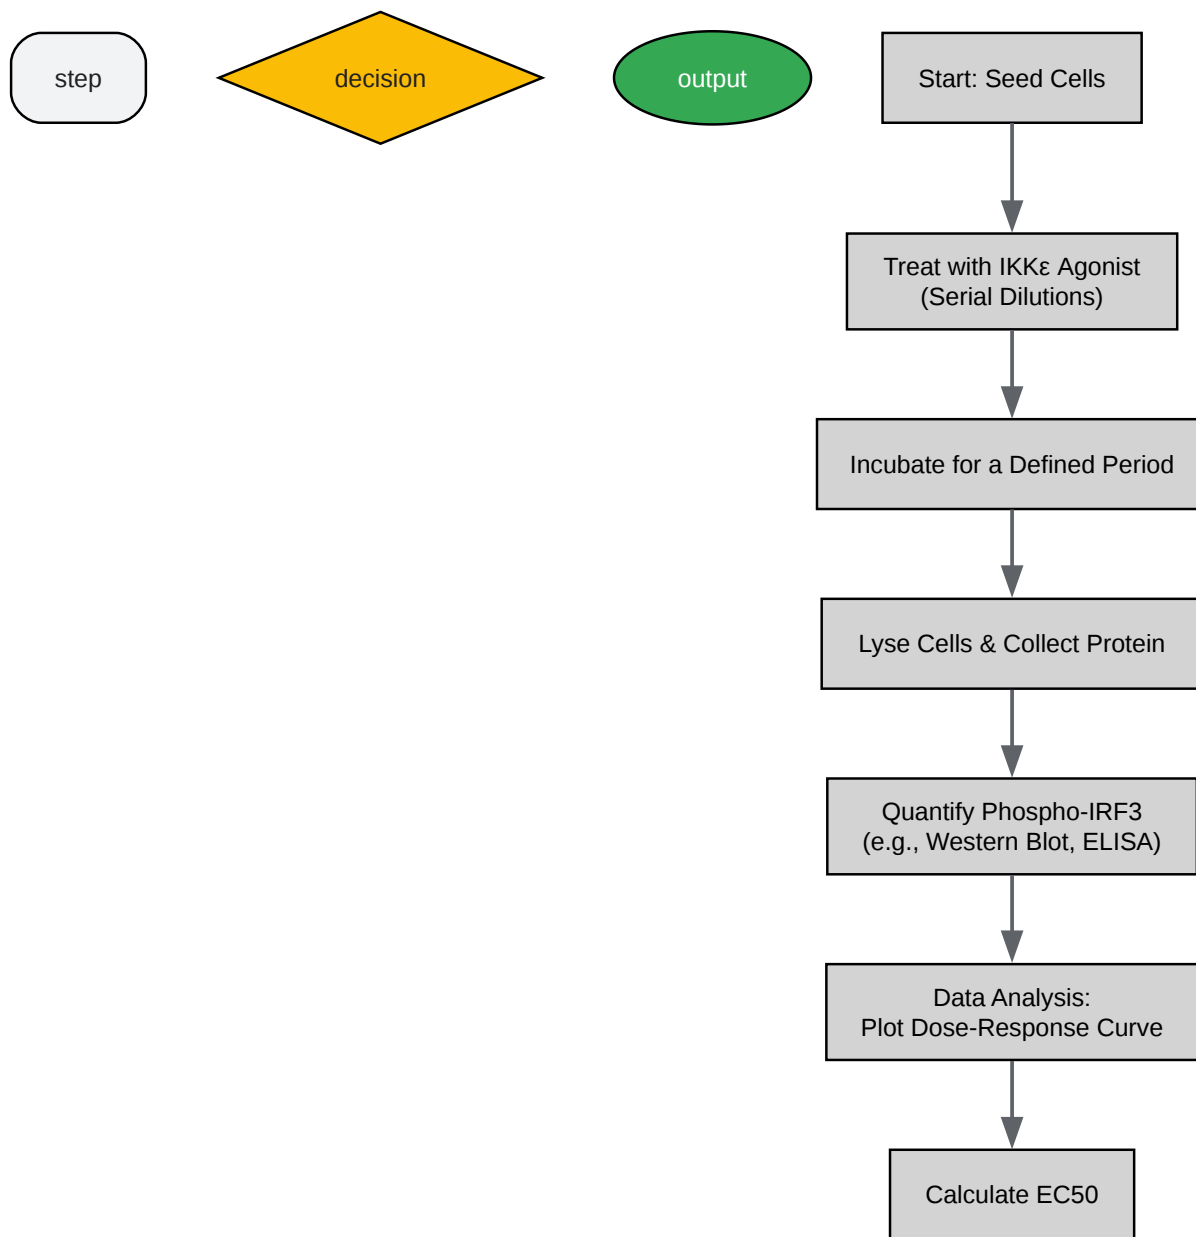 step
decision
output
Start: Seed Cells
Treat with IKKε Agonist
(Serial Dilutions)
Incubate for a Defined Period
Lyse Cells & Collect Protein
Quantify Phospho-IRF3
(e.g., Western Blot, ELISA)
Data Analysis:
Plot Dose-Response Curve
Calculate EC50